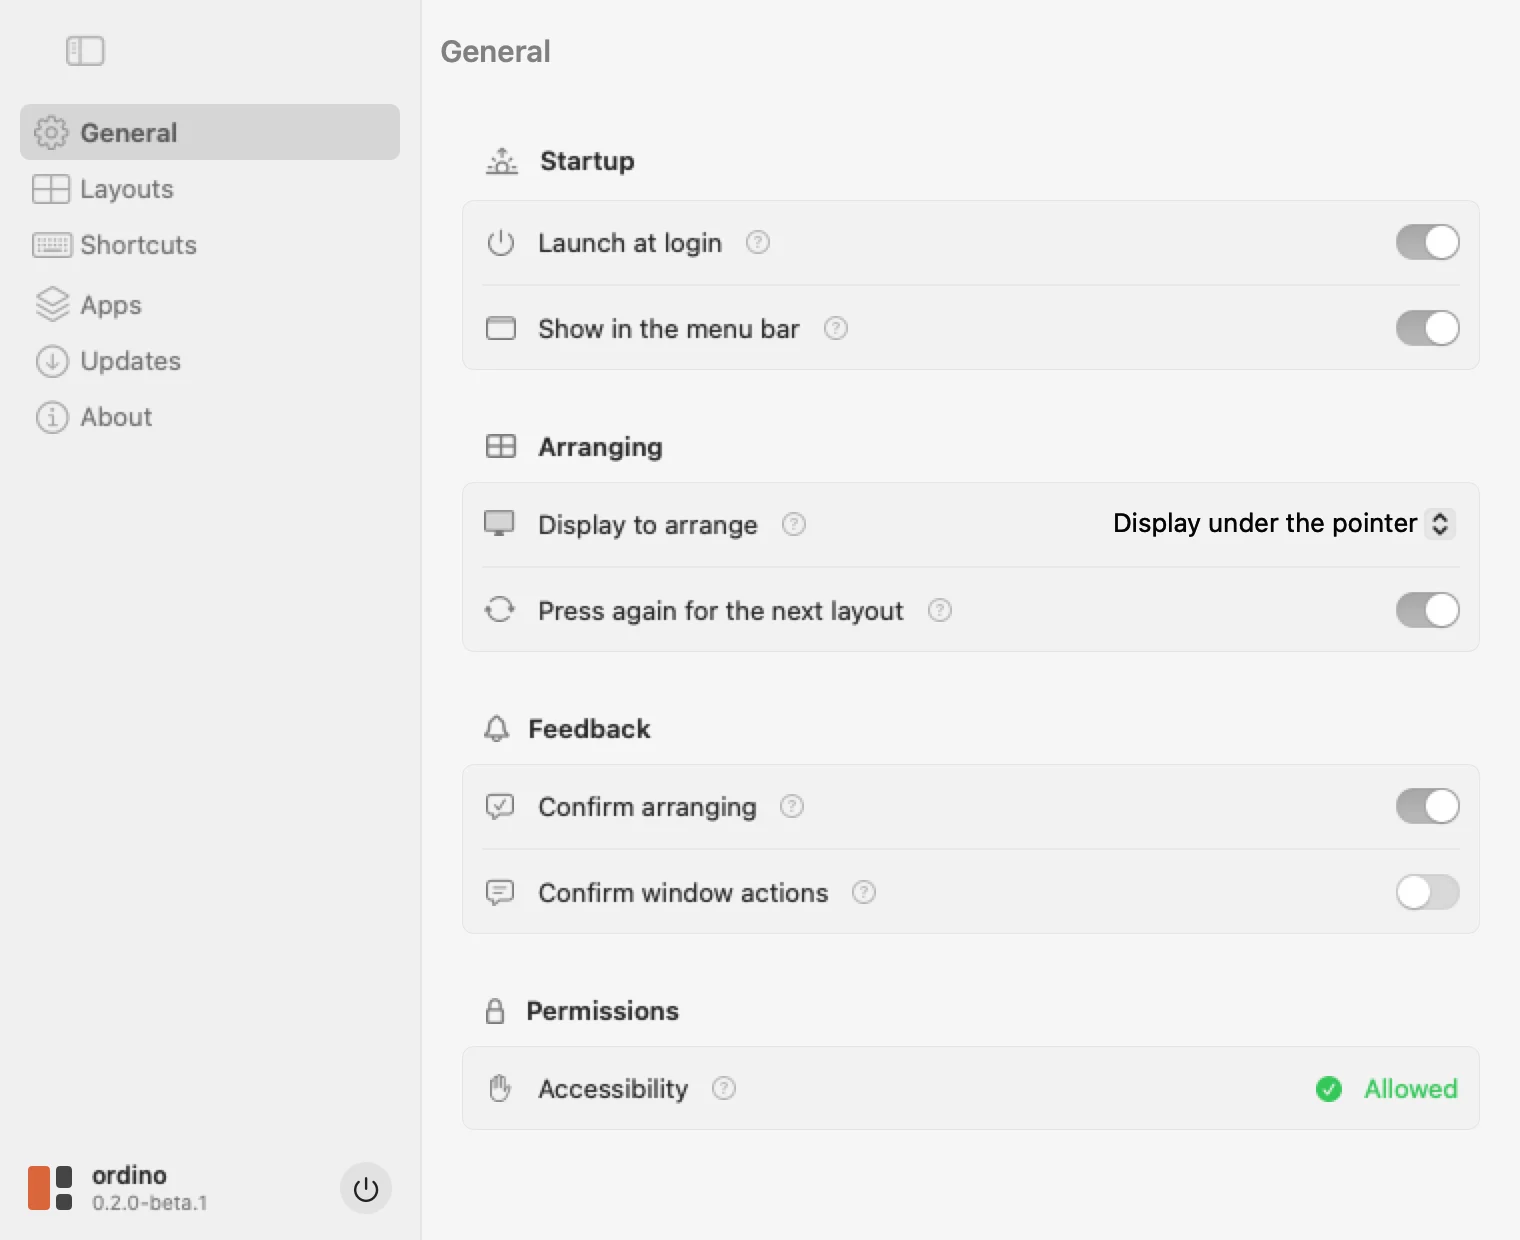 General
General
Layouts
Shortcuts
Apps
Updates
About
Startup
Launch at login ?
Show in the menu bar ?
Arranging
Display to arrange ? Display under the pointer
Press again for the next layout ?
Feedback
Confirm arranging ?
Confirm window actions ?
Permissions
Accessibility ? Allowed
ordino
0.2.0-beta.1